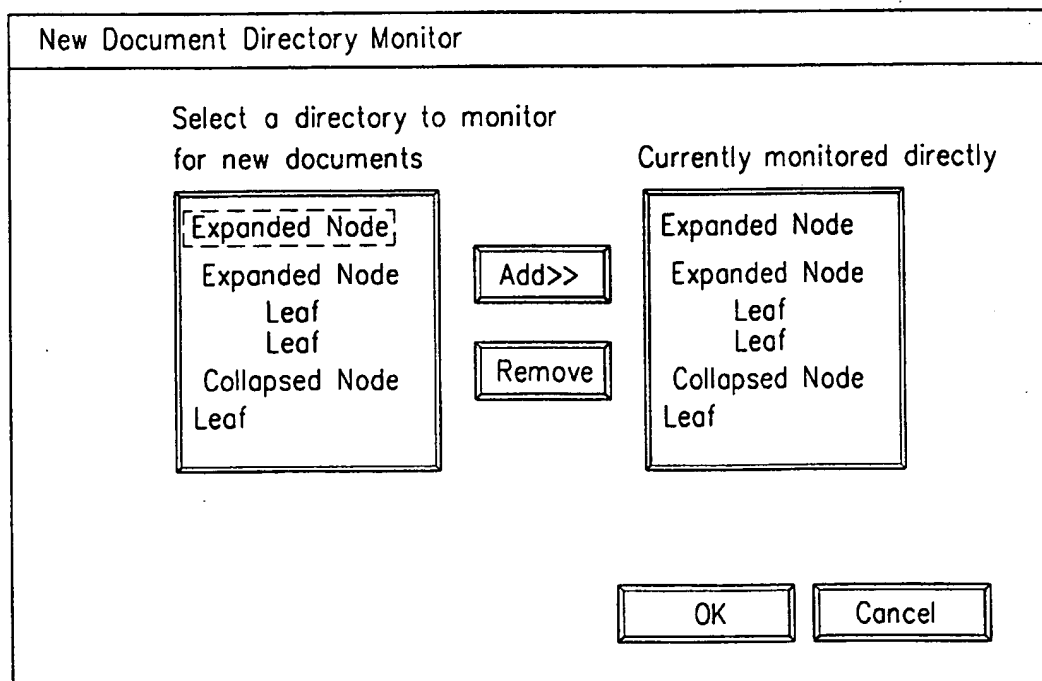 New Document Directory Monitor
Select a directory to monitor
for new documents
Currently monitored directly
Expanded Node
Expanded Node
Leaf
Leaf
Collapsed Node
Leaf
Add>>
Remove
Expanded Node
Expanded Node
Leaf
Leaf
Collapsed Node
Leaf
OK
Cancel